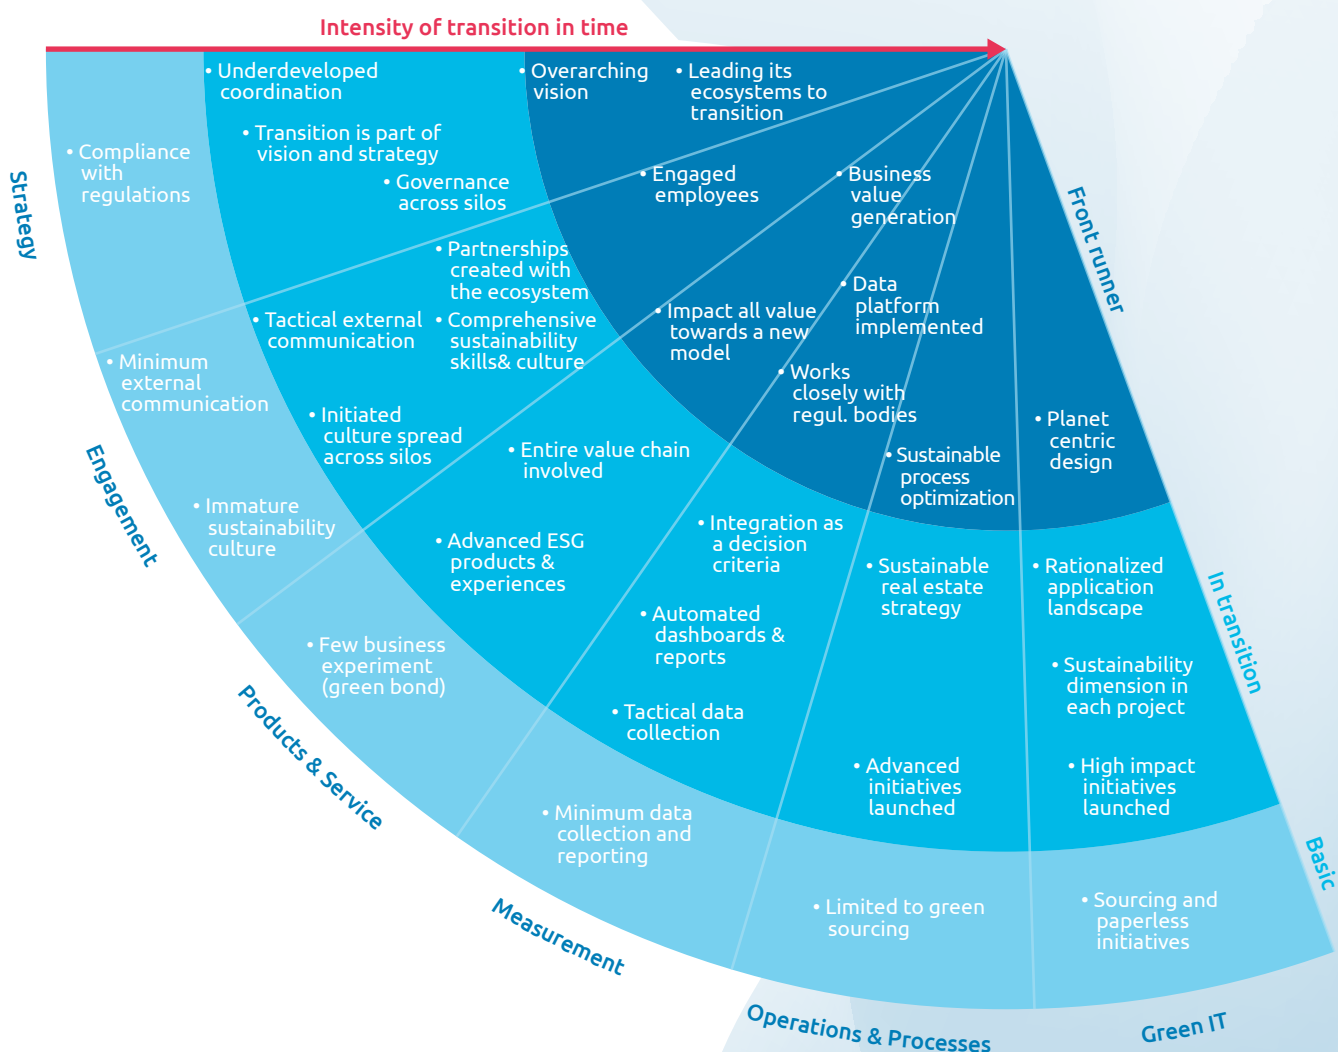 Intensity of transition in time
• Underdeveloped
coordination
• Transition is part of
vision and strategy
• Governance
across silos
• Overarching
vision
• Leading its
ecosystems to
transition
• Compliance
with
regulations
Strategy
• Engaged
employees
• Business
value
generation
Front runner
• Partnerships
created with
the ecosystem
• Tactical external
communication
• Comprehensive
sustainability
skills& culture
• Impact all value
towards a new
model
• Data
platform
implemented
• Minimum
external
communication
• Initiated
culture spread
across silos
• Works
closely with
regul. bodies
• Planet
centric
design
Engagement
• Immature
sustainability
culture
• Entire value chain
involved
• Sustainable
process
optimization
• Advanced ESG
products &
experiences
• Integration as
a decision
criteria
• Sustainable
real estate
strategy
• Rationalized
application
landscape
In transition
• Few business
experiment
(green bond)
• Automated
dashboards &
reports
• Sustainability
dimension in
each project
Products & Service
• Tactical data
collection
• Advanced
initiatives
launched
• High impact
initiatives
launched
• Minimum data
collection and
reporting
Basic
Measurement
• Limited to green
sourcing
• Sourcing and
paperless
initiatives
Operations & Processes
Green IT